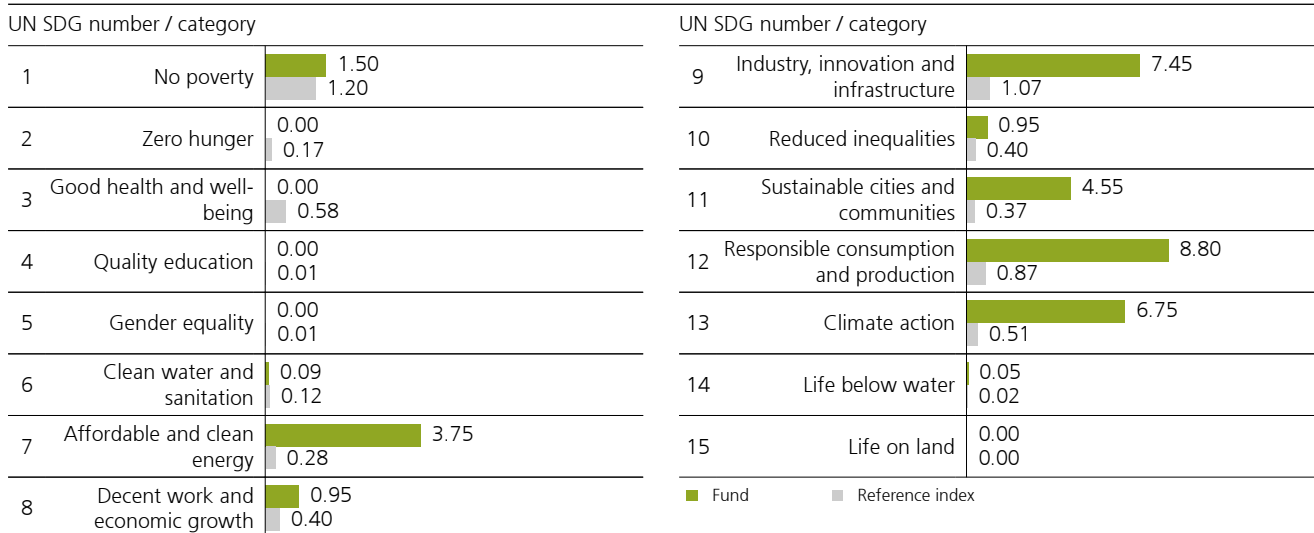 UN SDG number / category
1 No poverty 1.50
1.20
2 Zero hunger 0.00
0.17
3 Good health and well-
being 0.00
0.58
4 Quality education 0.00
0.01
5 Gender equality 0.00
0.01
6 Clean water and
sanitation 0.09
0.12
7 Affordable and clean
energy 3.75
0.28
8 Decent work and
economic growth 0.95
0.40
UN SDG number / category
9 Industry, innovation and
infrastructure 7.45
1.07
10 Reduced inequalities 0.95
0.40
11 Sustainable cities and
communities 4.55
0.37
12 Responsible consumption
and production 8.80
0.87
13 Climate action 6.75
0.51
14 Life below water 0.05
0.02
15 Life on land 0.00
0.00
Fund Reference index